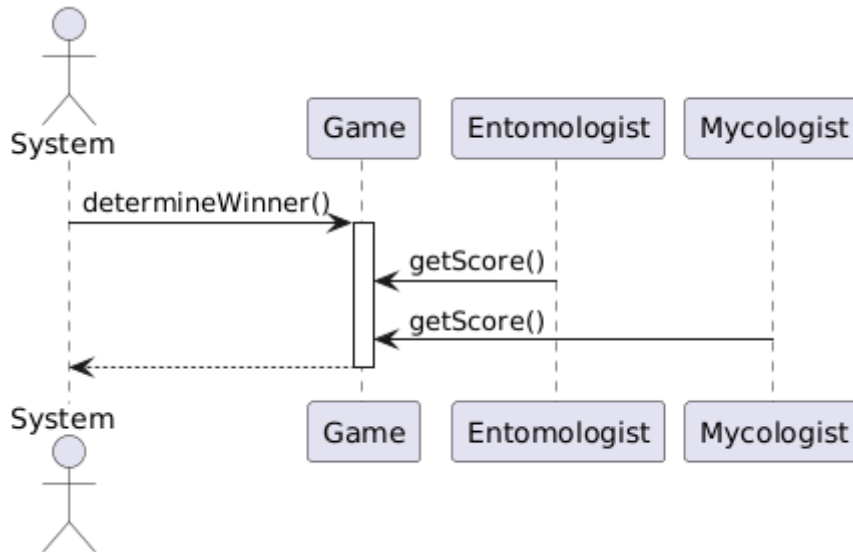 System
Game
Entomologist
Mycologist
determineWinner()
getScore()
getScore()
System
Game
Entomologist
Mycologist